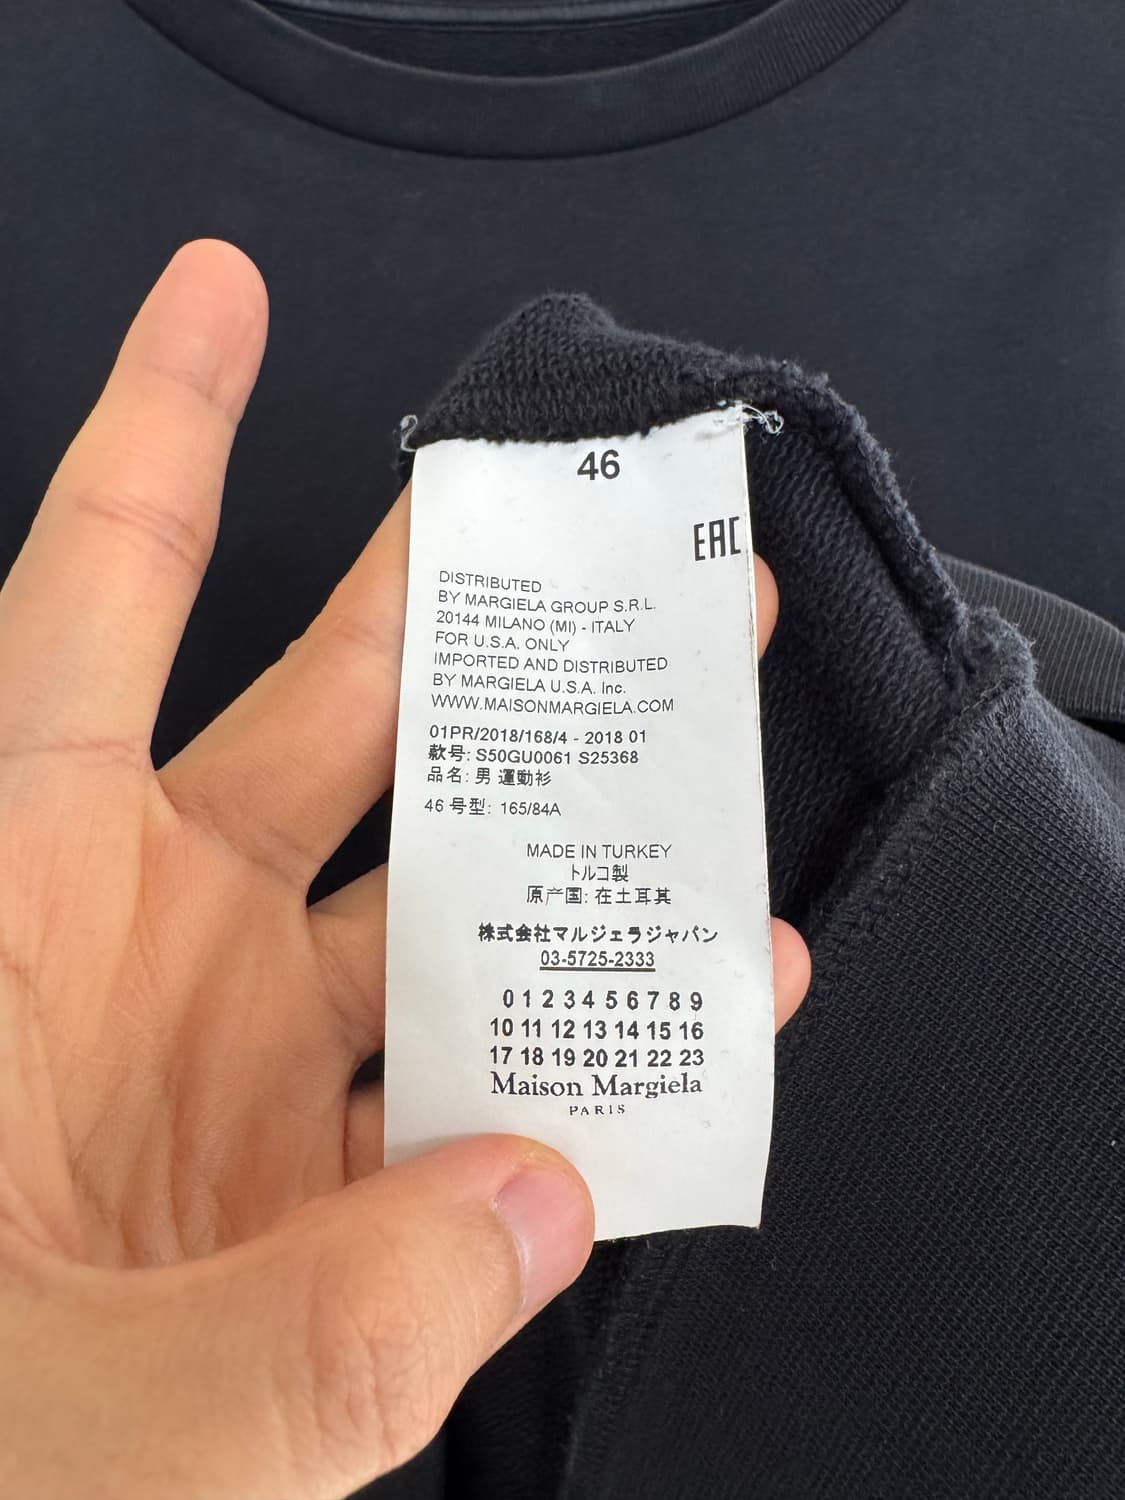 46
EAC
DISTRIBUTED
BY MARGIELA GROUP S.R.L.
20144 MILANO (MI) - ITALY
FOR U.S.A. ONLY
IMPORTED AND DISTRIBUTED
BY MARGIELA U.S.A. Inc.
WWW.MAISONMARGIELA.COM
01PR/2018/168/4 - 2018 01
款号: S50GU0061 S25368
品名: 男 運動衫
46 号型: 165/84A
MADE IN TURKEY
トルコ製
原产国: 在土耳其
株式会社マルジェラジャパン
03-5725-2333
0 1 2 3 4 5 6 7 8 9
10 11 12 13 14 15 16
17 18 19 20 21 22 23
Maison Margiela
PARIS